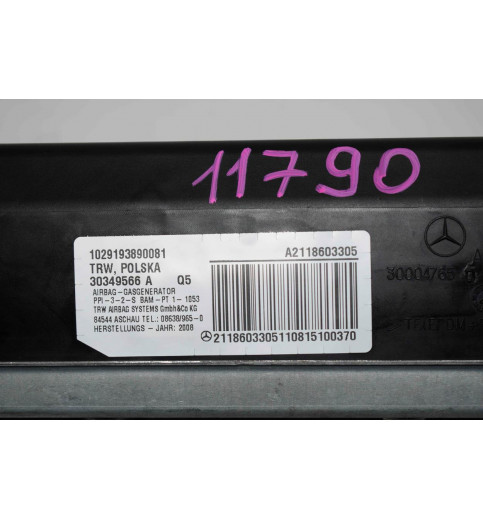 11790
1029193890081
TRW, POLSKA
30349566 A Q5
AIRBAG-GASGENERATOR
PPI-3-2-S BAM-PT 1-1053
TRW AIRBAG SYSTEMS GmbH&Co KG
84544 ASCHAU TEL.: 08638/965-0
HERSTELLUNGS - JAHR: 2008
A2118603305
2118603305110815100370